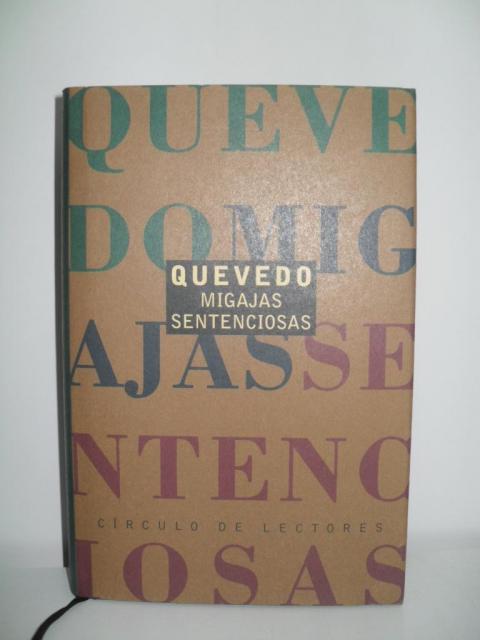 QUEVE
DOMIG
QUEVEDO
MIGAJAS
SENTENCIOSAS
AJASSE
NTENC
CÍRCULO DE LECTORES
IOSAS